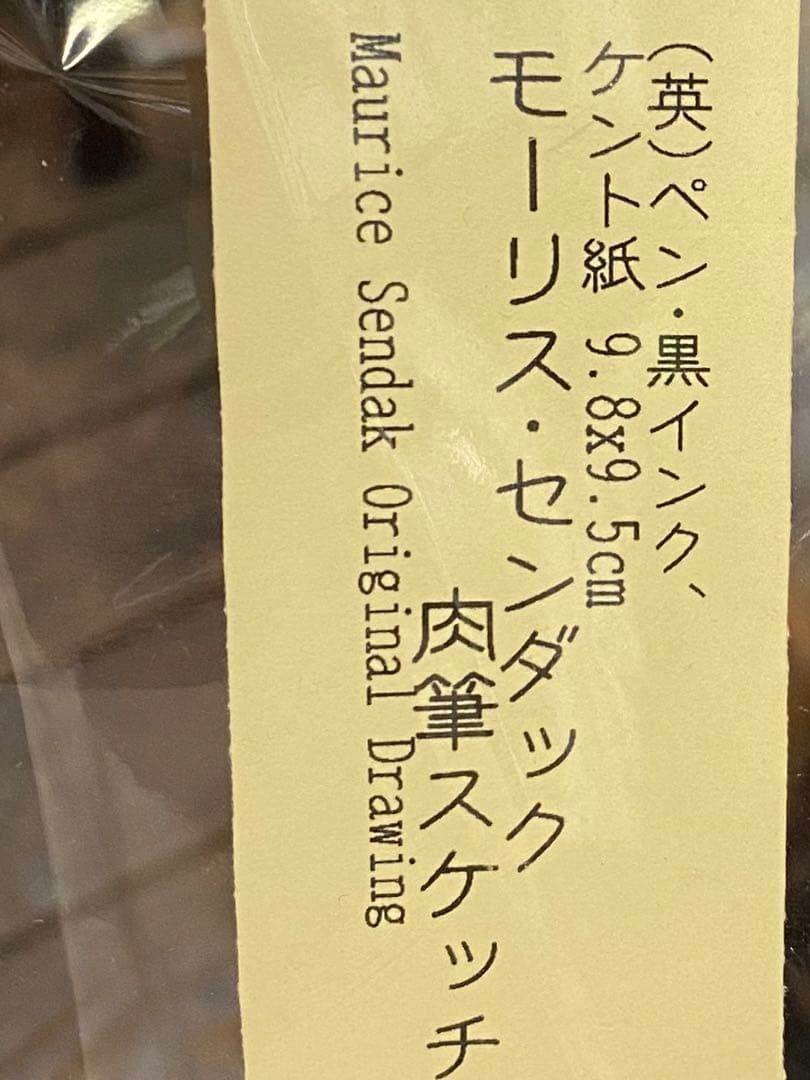 (英)ペン・黒インク、
ケント紙 9.8x9.5cm
モーリス・センダック
肉筆スケッチ
Maurice Sendak Original Drawing